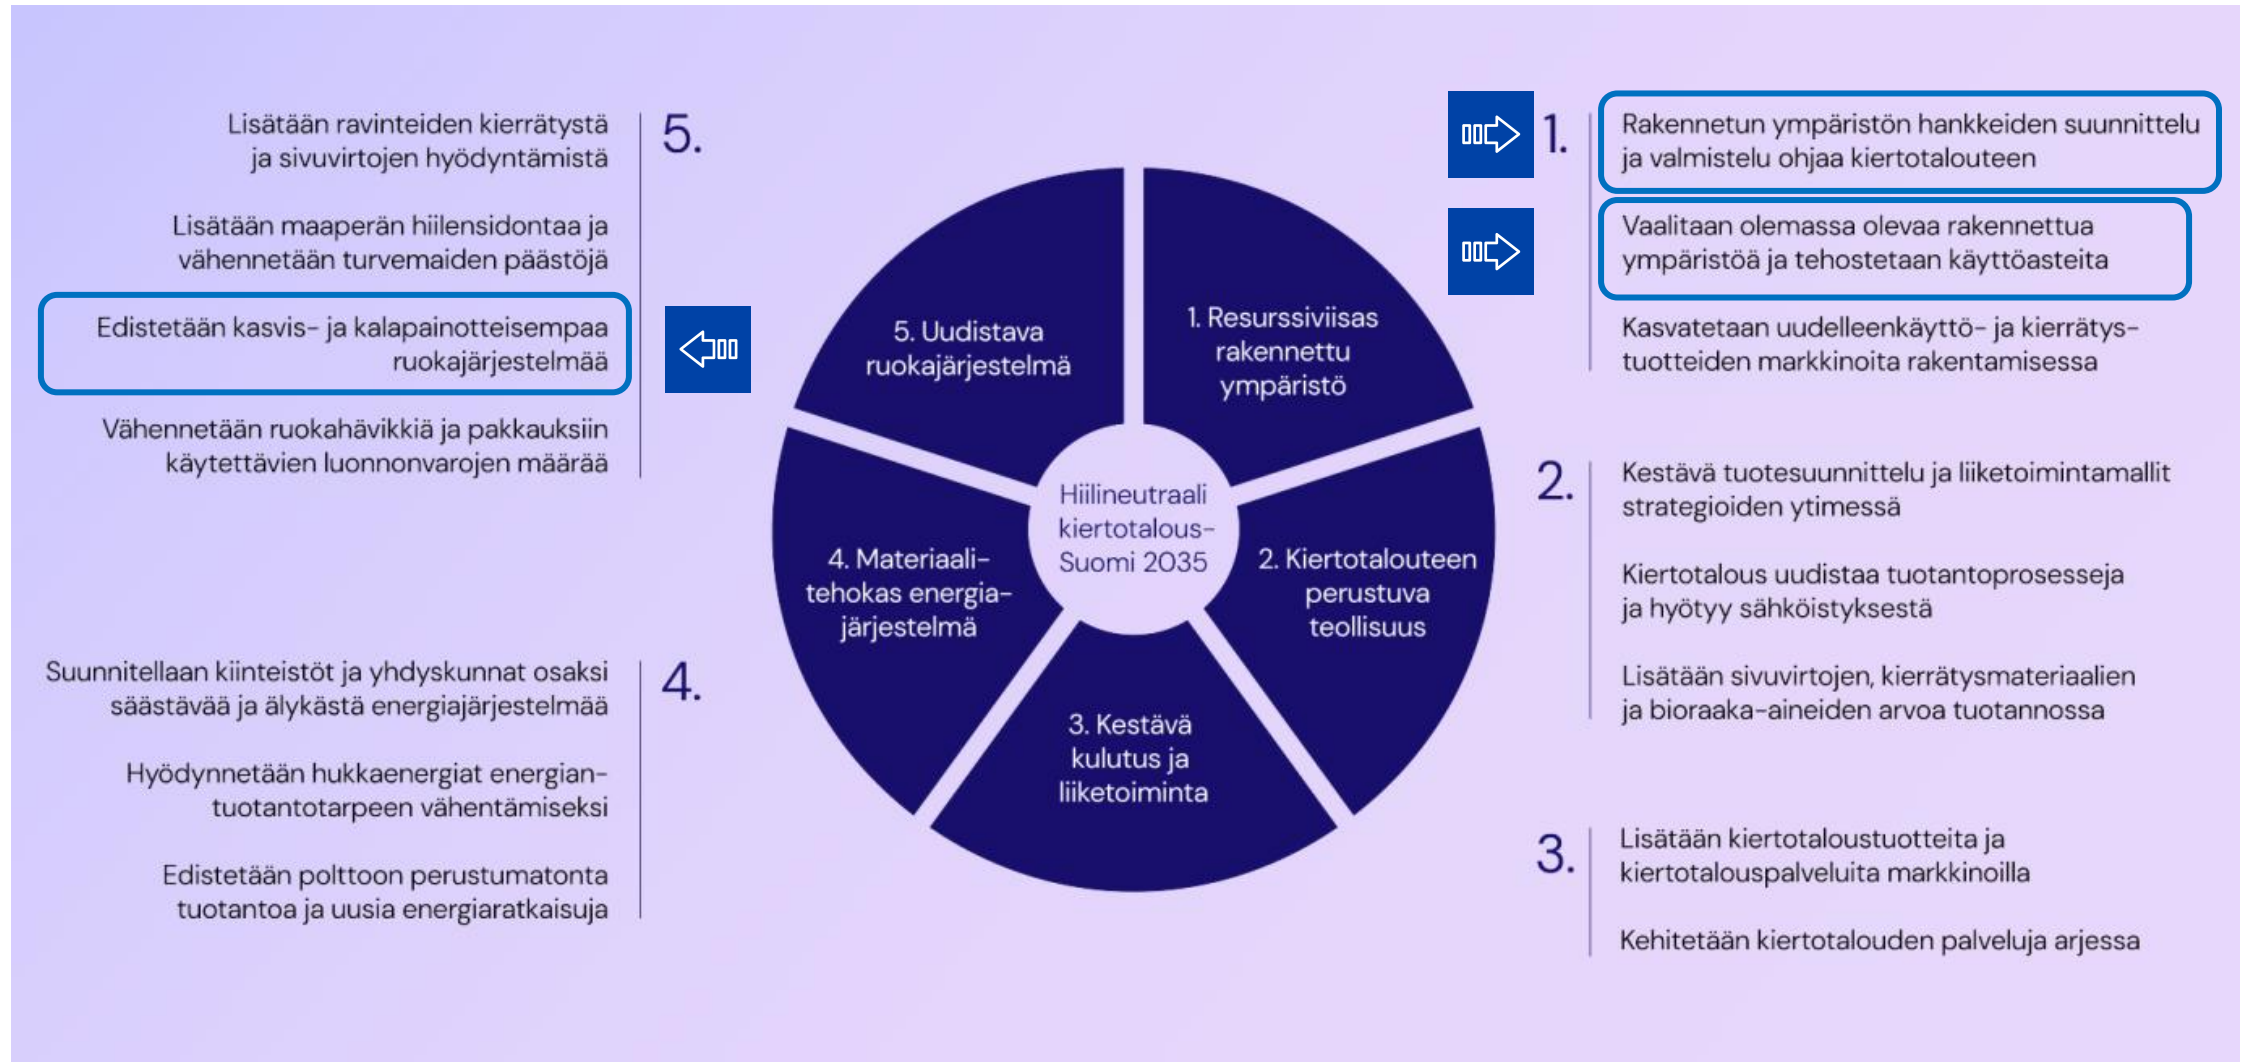 5.
Lisätään ravinteiden kierrätystä
ja sivuvirtojen hyödyntämistä
Lisätään maaperän hiilensidontaa ja
vähennetään turvemaiden päästöjä
Edistetään kasvis- ja kalapainotteisempaa
ruokajärjestelmää
Vähennetään ruokahävikkiä ja pakkauksiin
käytettävien luonnonvarojen määrää
4.
Suunnitellaan kiinteistöt ja yhdyskunnat osaksi
säästävää ja älykästä energiajärjestelmää
Hyödynnetään hukkaenergiat energian-
tuotantotarpeen vähentämiseksi
Edistetään polttoon perustumatonta
tuotantoa ja uusia energiaratkaisuja
5. Uudistava
ruokajärjestelmä
1. Resurssiviisas
rakennettu
ympäristö
Hiilineutraali
kiertotalous-
Suomi 2035
4. Materiaali-
tehokas energia-
järjestelmä
2. Kiertotalouteen
perustuva
teollisuus
3. Kestävä
kulutus ja
liiketoiminta
1.
Rakennetun ympäristön hankkeiden suunnittelu
ja valmistelu ohjaa kiertotalouteen
Vaalitaan olemassa olevaa rakennettua
ympäristöä ja tehostetaan käyttöasteita
Kasvatetaan uudelleenkäyttö- ja kierrätys-
tuotteiden markkinoita rakentamisessa
2.
Kestävä tuotesuunnittelu ja liiketoimintamallit
strategioiden ytimessä
Kiertotalous uudistaa tuotantoprosesseja
ja hyötyy sähköistyksestä
Lisätään sivuvirtojen, kierrätysmateriaalien
ja bioraaka-aineiden arvoa tuotannossa
3.
Lisätään kiertotaloustuotteita ja
kiertotalouspalveluita markkinoilla
Kehitetään kiertotalouden palveluja arjessa